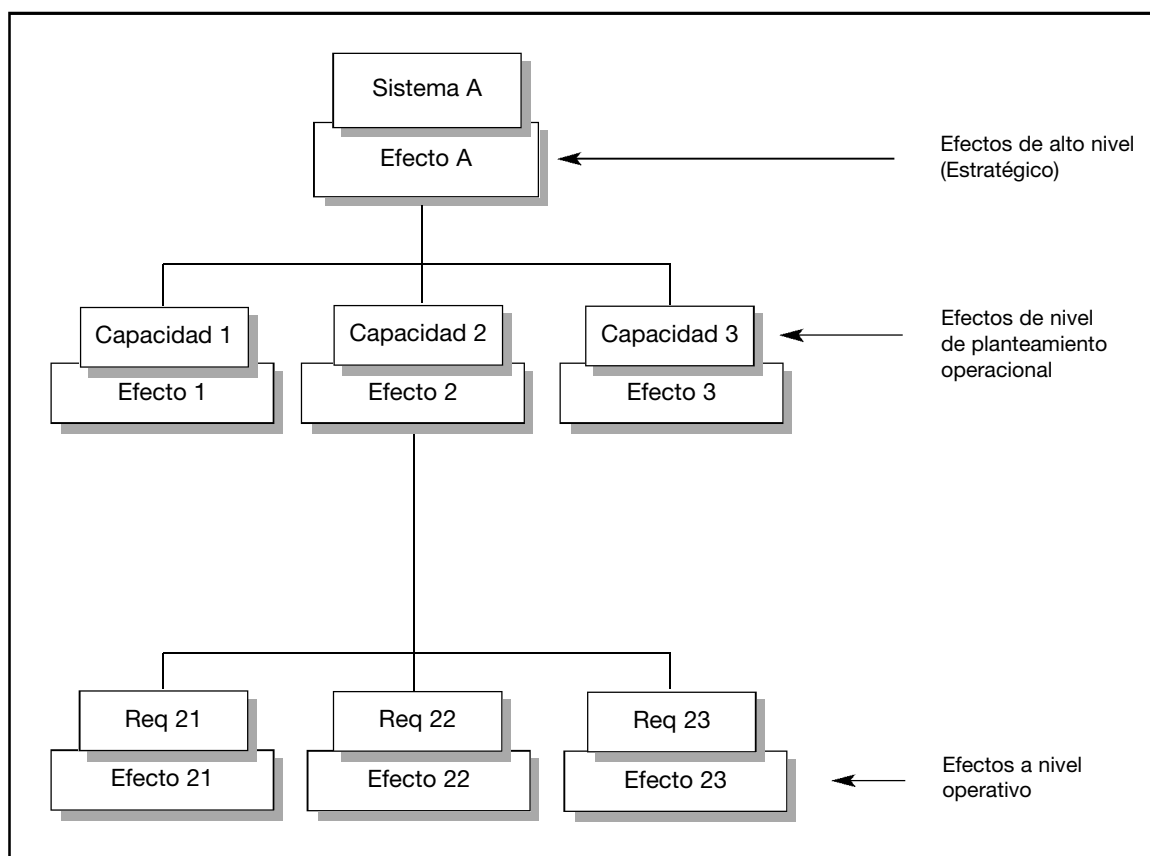 Sistema A
Efecto A
Efectos de alto nivel
(Estratégico)
Capacidad 1
Capacidad 2
Capacidad 3
Efecto 1
Efecto 2
Efecto 3
Efectos de nivel
de planteamiento
operacional
Req 21
Req 22
Req 23
Efecto 21
Efecto 22
Efecto 23
Efectos a nivel
operativo